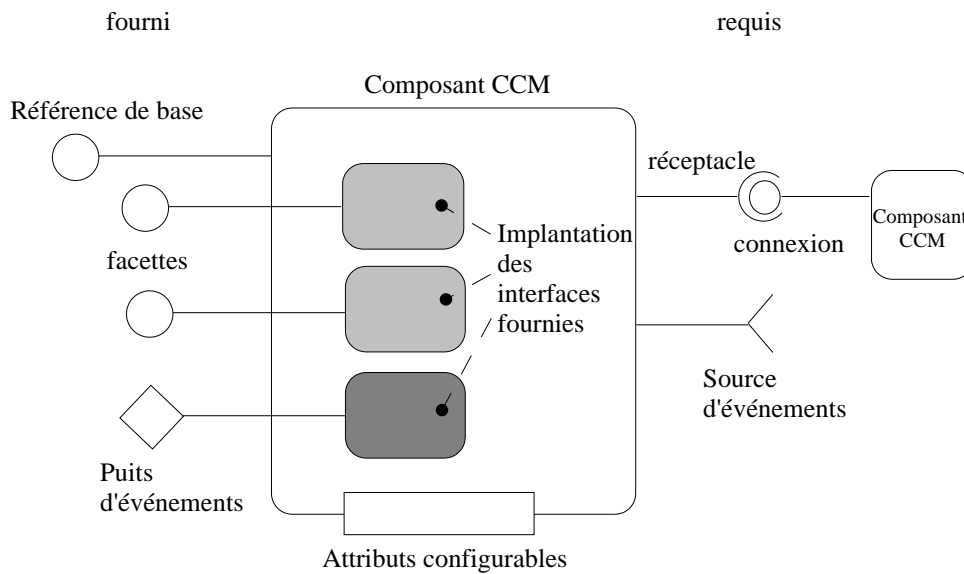 fourni
requis
Composant CCM
Référence de base
réceptacle
Composant
CCM
Implantation
des
interfaces
fournies
connexion
facettes
Source
d'événements
Puits
d'événements
Attributs configurables